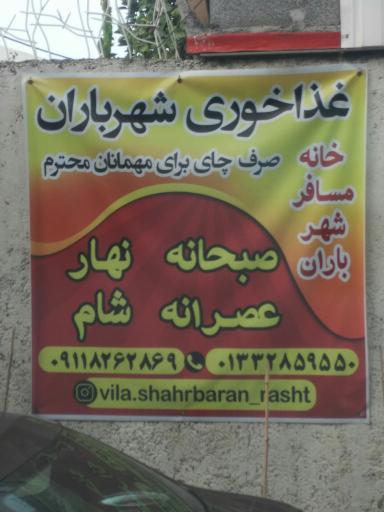 غذاخوری شهرباران
صرف چای برای مهمانان محترم
خانه
مسافر
شهر
باران
صبحانه نهار
عصرانه شام
۰۹۱۱۸۲۶۲۸۶۹ ۰۱۳۳۲۸۵۹۵۵۰
vila.shahrbaran_rasht